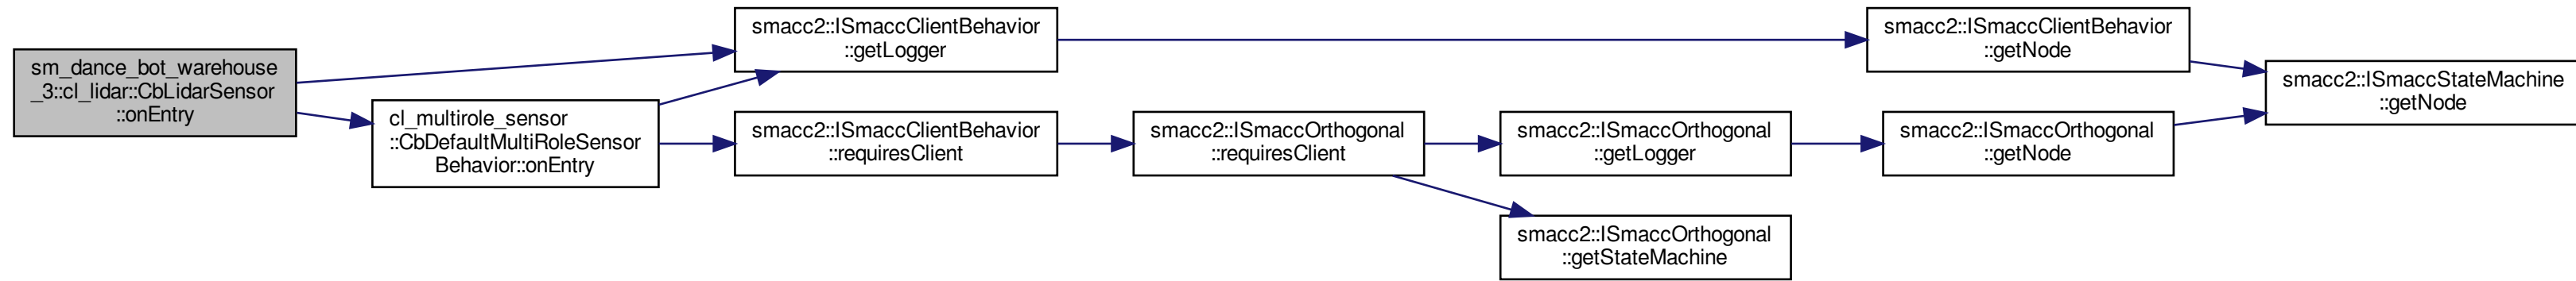 sm_dance_bot_warehouse
_3::cl_lidar::CbLidarSensor
::onEntry
cl_multirole_sensor
::CbDefaultMultiRoleSensor
Behavior::onEntry
smacc2::ISmaccClientBehavior
::getLogger
smacc2::ISmaccClientBehavior
::requiresClient
smacc2::ISmaccOrthogonal
::requiresClient
smacc2::ISmaccOrthogonal
::getLogger
smacc2::ISmaccOrthogonal
::getStateMachine
smacc2::ISmaccClientBehavior
::getNode
smacc2::ISmaccOrthogonal
::getNode
smacc2::ISmaccStateMachine
::getNode